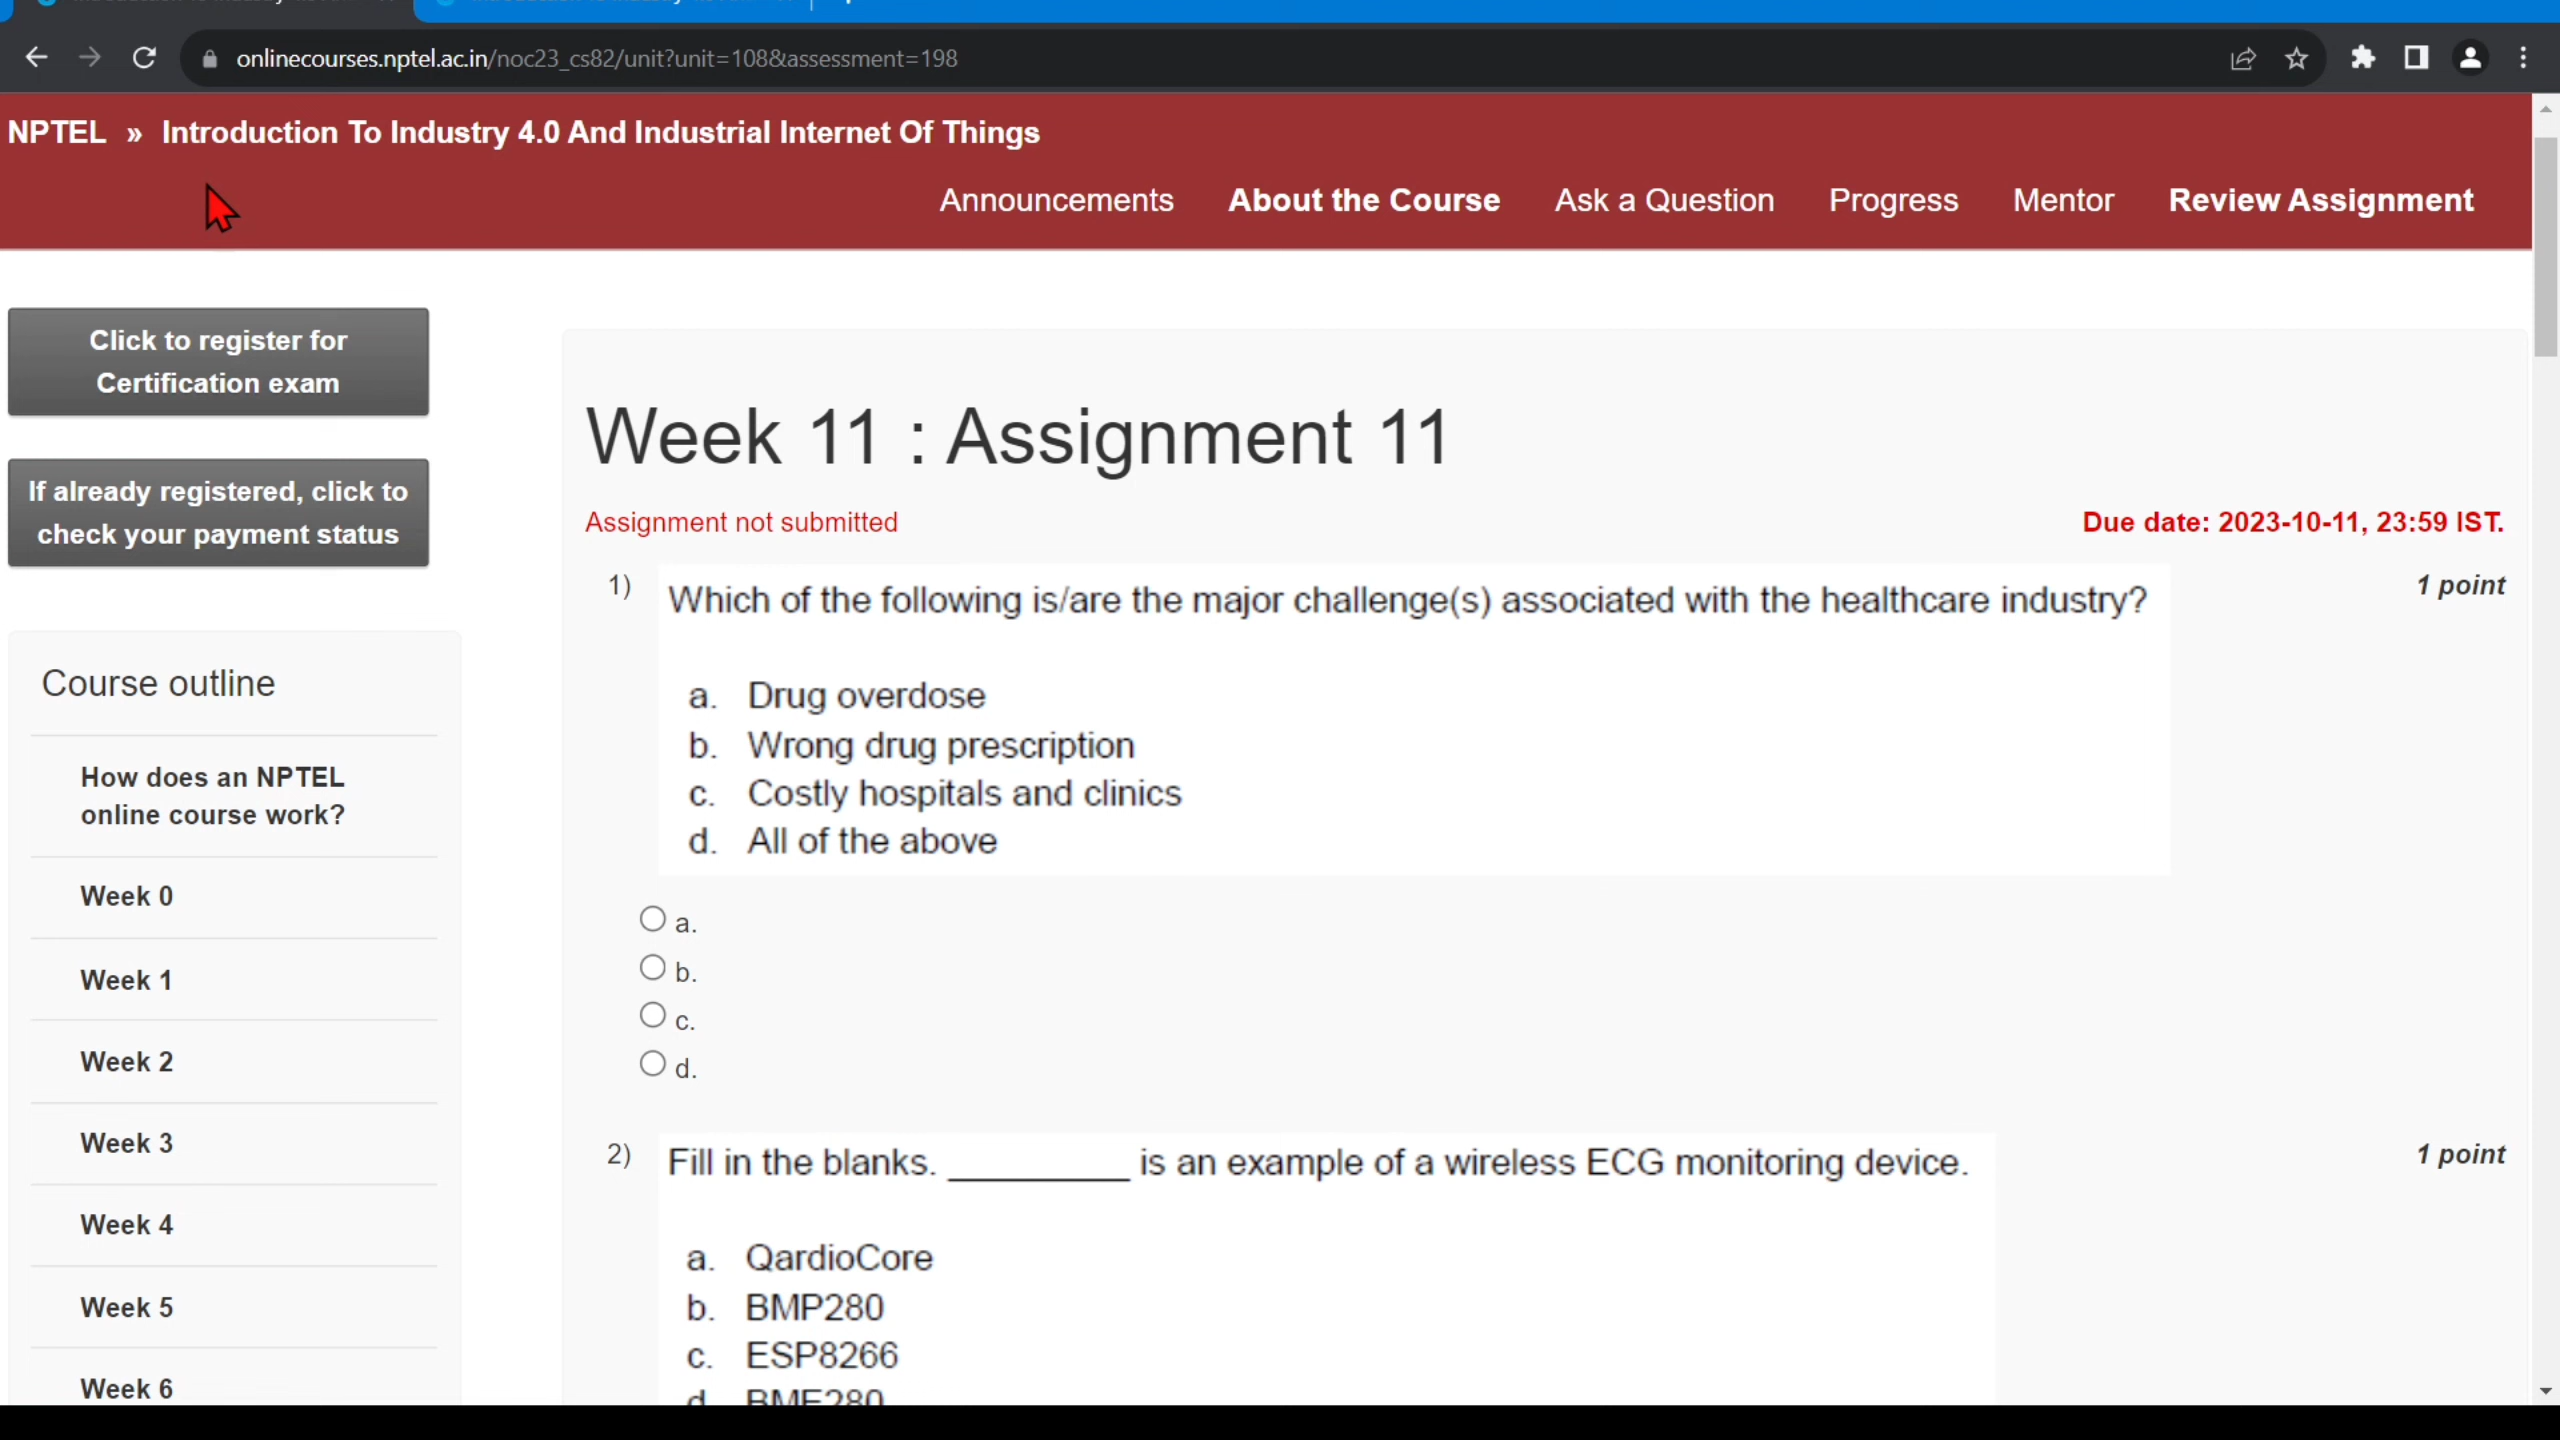 onlinecourses.nptel.ac.in/noc23_cs82/unit?unit=108&assessment=198
NPTEL » Introduction To Industry 4.0 And Industrial Internet Of Things
Announcements About the Course Ask a Question Progress Mentor Review Assignment
Click to register for
Certification exam
If already registered, click to
check your payment status
Course outline
How does an NPTEL
online course work?
Week 0
Week 1
Week 2
Week 3
Week 4
Week 5
Week 6
Week 11 : Assignment 11
Assignment not submitted
Due date: 2023-10-11, 23:59 IST.
1) Which of the following is/are the major challenge(s) associated with the healthcare industry? 1 point
a. Drug overdose
b. Wrong drug prescription
c. Costly hospitals and clinics
d. All of the above
a.
b.
c.
d.
2) Fill in the blanks. _________ is an example of a wireless ECG monitoring device. 1 point
a. QardioCore
b. BMP280
c. ESP8266
d. BME280